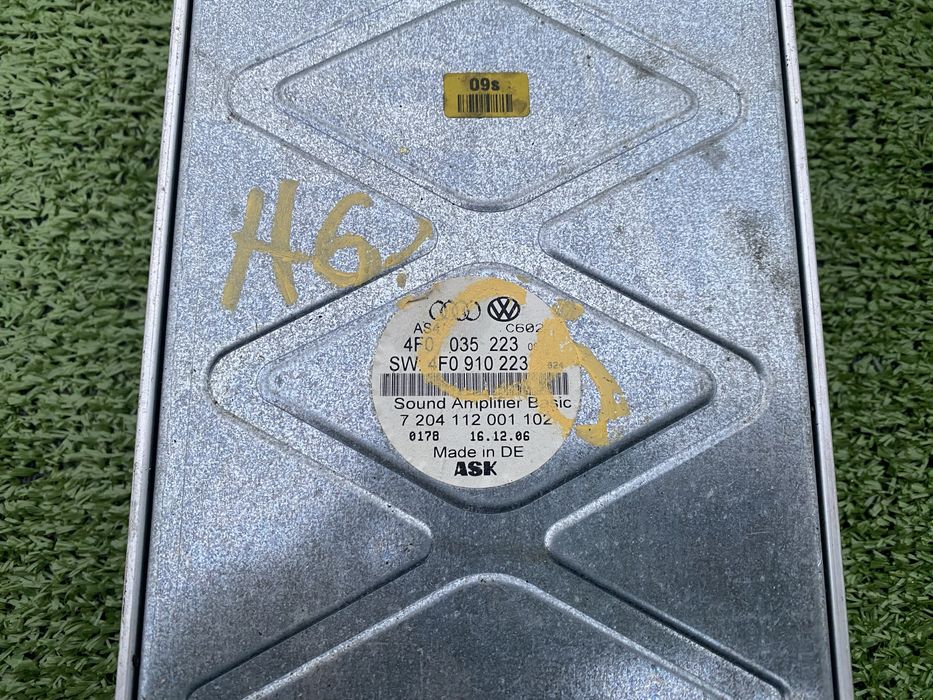 09s
H6
C602
4F0 035 223
SW 4F0 910 223
Sound Amplifier Basic
7 204 112 001 102
0178 16.12.06
Made in DE
ASK